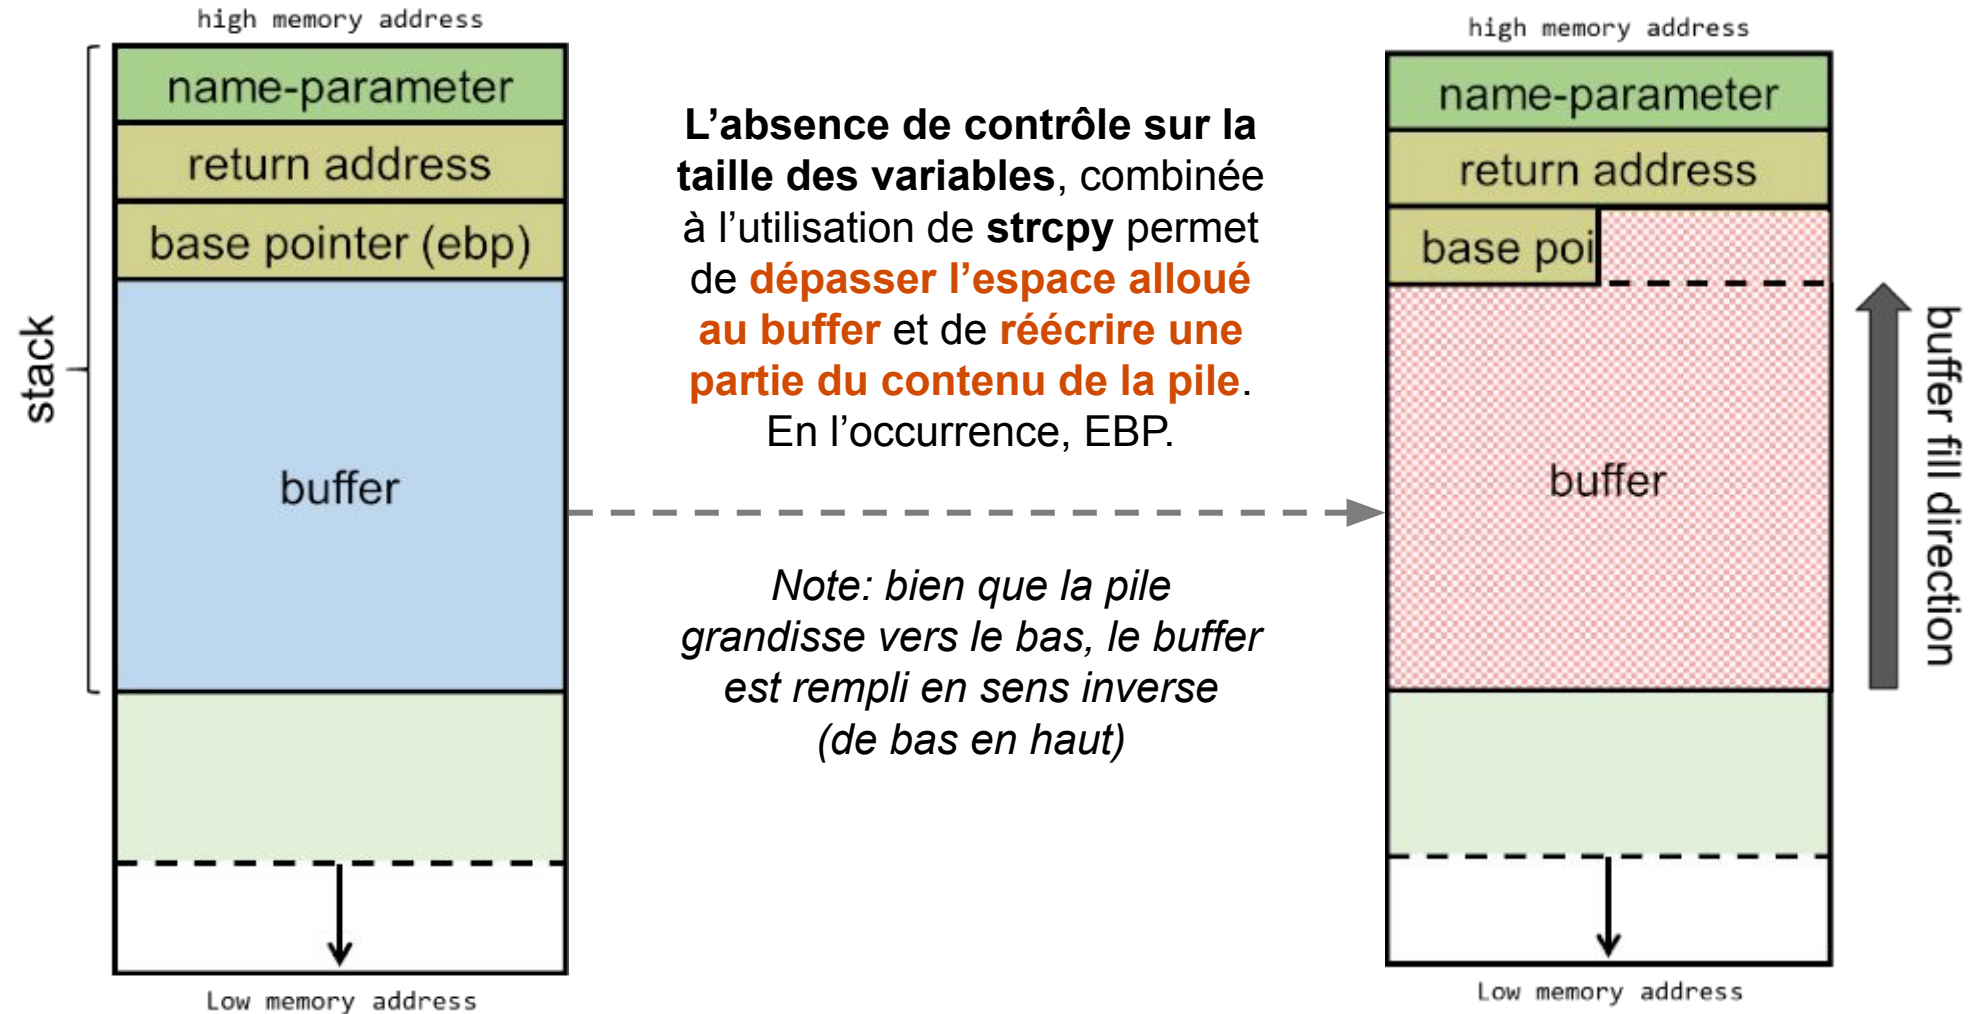 high memory address
name-parameter
return address
base pointer (ebp)
stack
buffer
Low memory address
L’absence de contrôle sur la
taille des variables, combinée
à l’utilisation de strcpy permet
de dépasser l’espace alloué
au buffer et de réécrire une
partie du contenu de la pile.
En l’occurrence, EBP.
Note: bien que la pile
grandisse vers le bas, le buffer
est rempli en sens inverse
(de bas en haut)
high memory address
name-parameter
return address
base poi
buffer
buffer fill direction
Low memory address